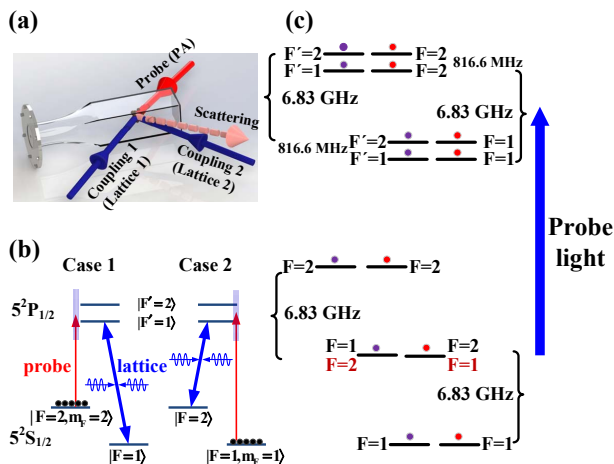 (a)
Probe (PA)
Scattering
Coupling 1
(Lattice 1)
Coupling 2
(Lattice 2)
(b)
Case 1
Case 2
5²P₁/₂
|F′=2⟩
|F′=1⟩
probe
lattice
|F=2,m_F=2⟩
|F=2⟩
5²S₁/₂
|F=1⟩
|F=1,m_F=1⟩
(c)
F′=2
F=2
816.6 MHz
F′=1
F=2
6.83 GHz
6.83 GHz
816.6 MHz
F′=2
F=1
F′=1
F=1
Probe
light
F=2
F=2
6.83 GHz
F=1
F=2
F=2
F=1
6.83 GHz
F=1
F=1